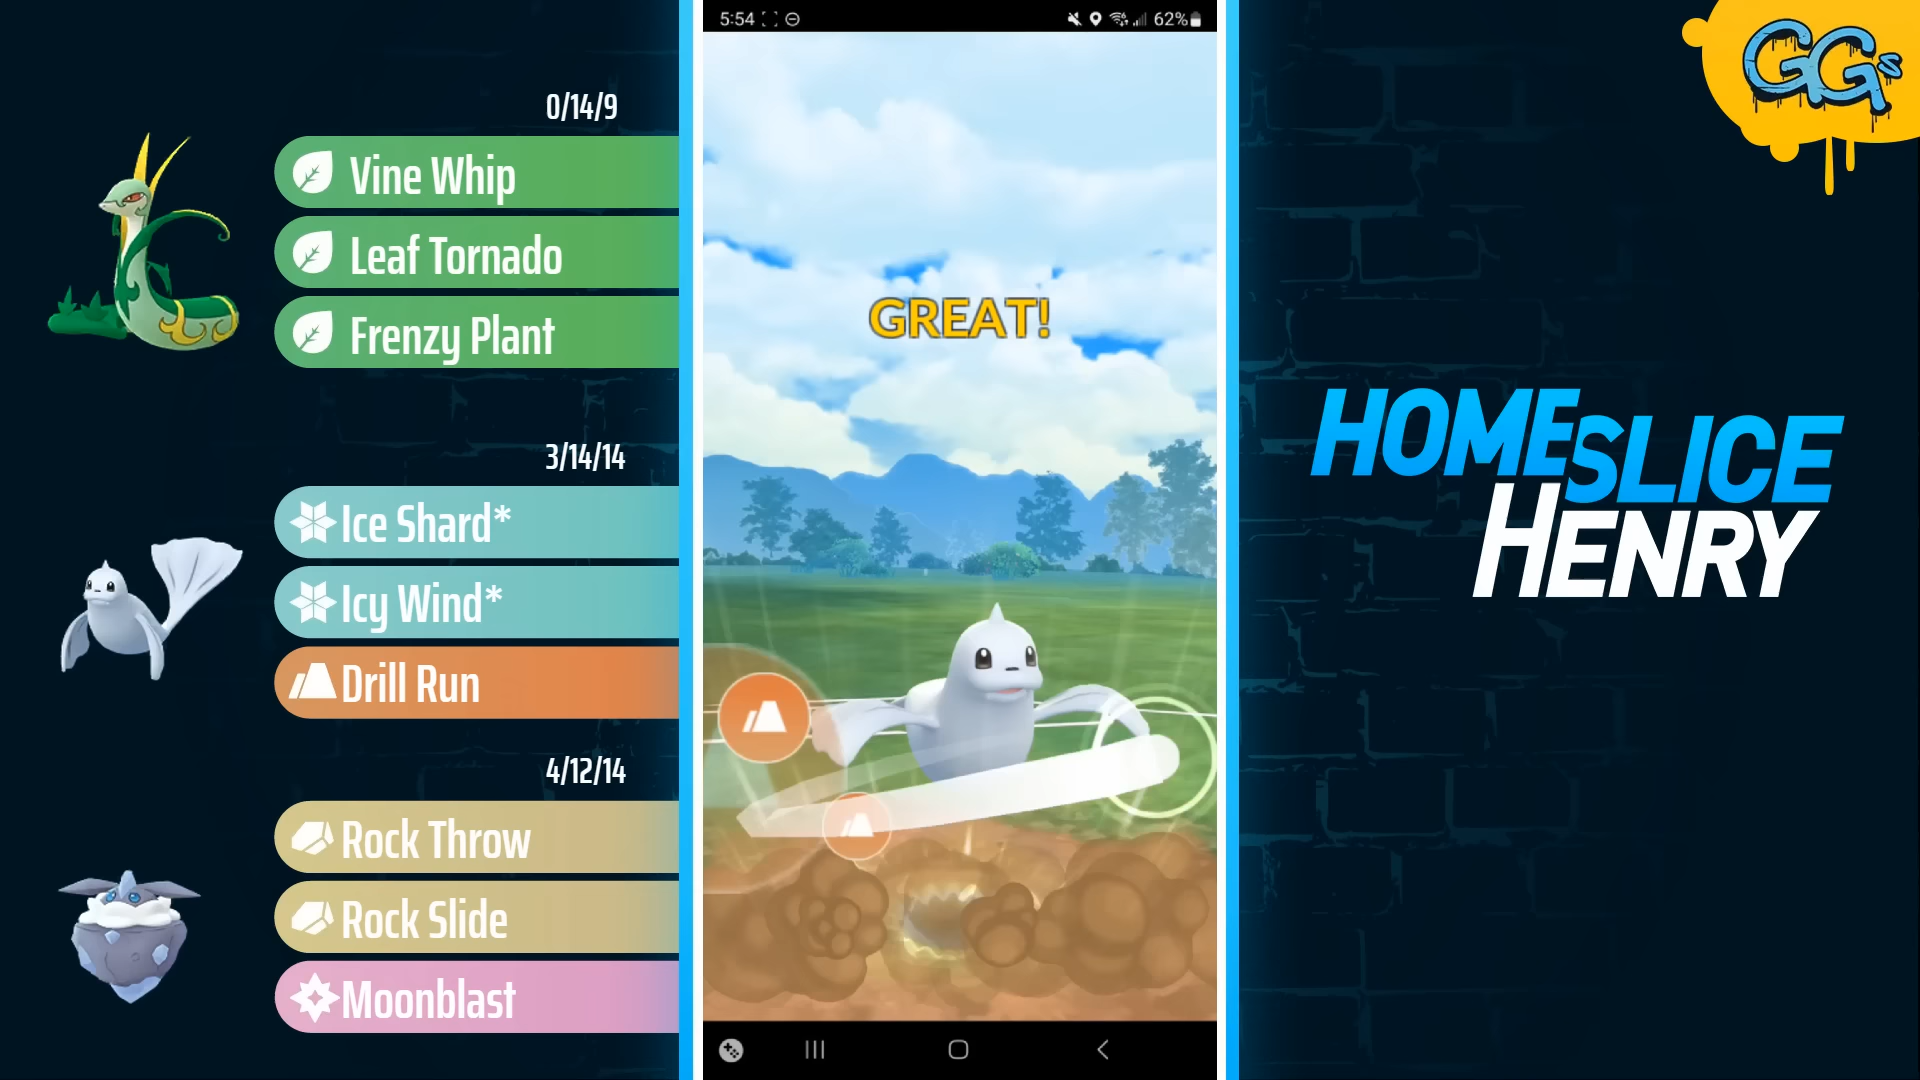 0/14/9
Vine Whip
Leaf Tornado
Frenzy Plant
3/14/14
Ice Shard*
Icy Wind*
Drill Run
4/12/14
Rock Throw
Rock Slide
Moonblast
5:54
62%
GREAT!
GGs
HOMESLICE
HENRY